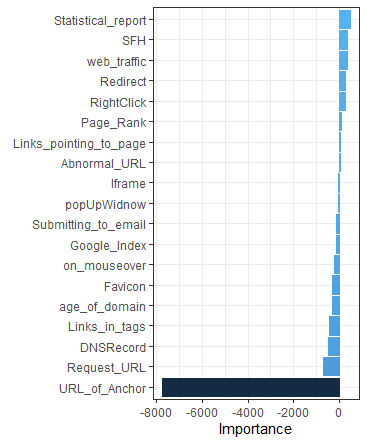 Statistical_report
SFH
web_traffic
Redirect
RightClick
Page_Rank
Links_pointing_to_page
Abnormal_URL
Iframe
popUpWidnow
Submitting_to_email
Google_Index
on_mouseover
Favicon
age_of_domain
Links_in_tags
DNSRecord
Request_URL
URL_of_Anchor
-8000 -6000 -4000 -2000 0
Importance